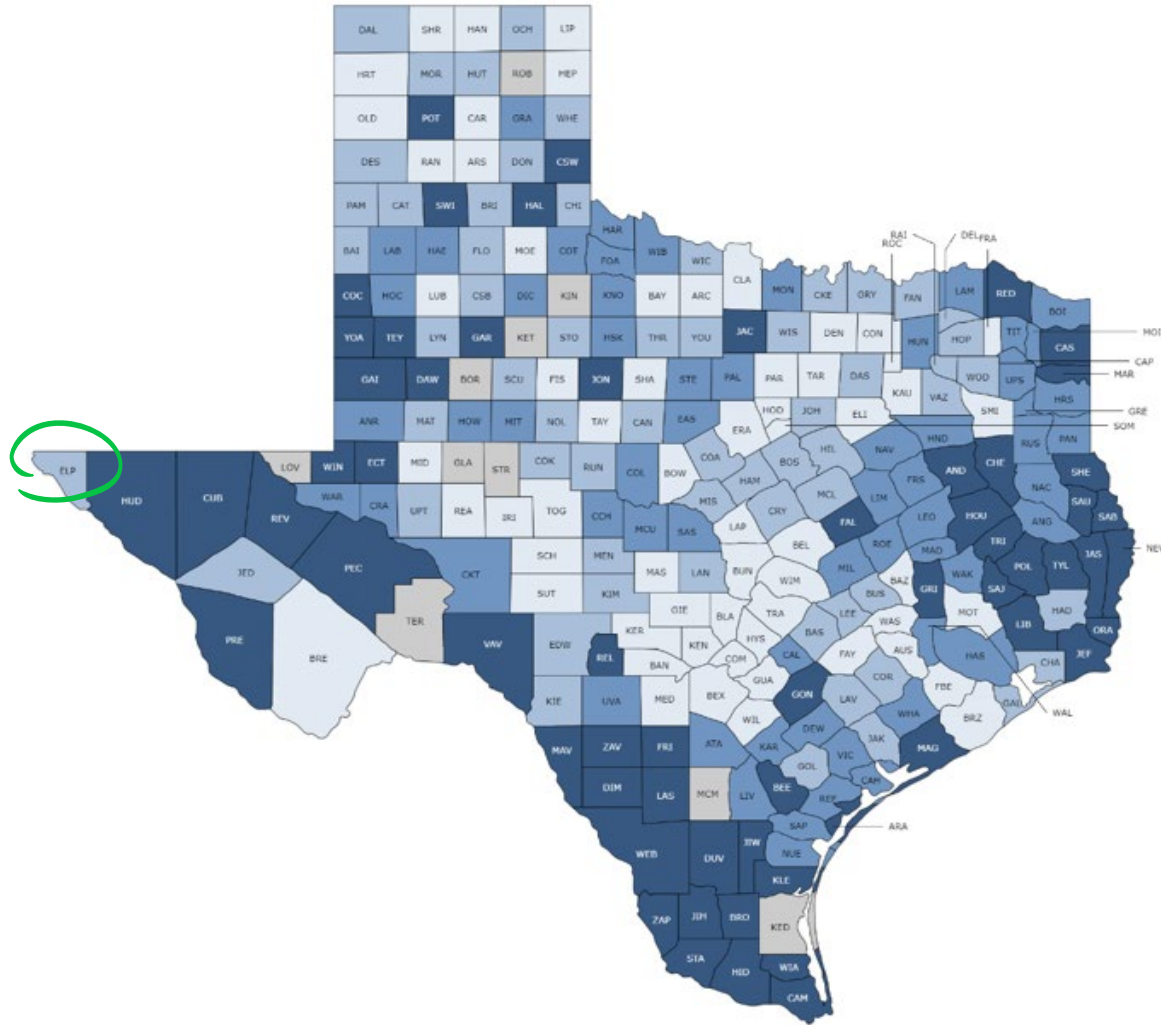 DAL SHR HAN OCH LIP
HRT MOR HUT ROB HEP
OLD POT CAR GRA WHE
DES RAN ARS DON CSW
PAM CAT SWI BRI HAL CHI
HAR
RAI DEL FRA
ROC
BAI LAB HAE FLO MOE COT FOA WIB WIC
CLA
COC HOC LUB CSB DIC KIN KNO BAY ARC MON CKE GRY FAN LAM RED BOI
YOA TEY LYN GAR KET STO HSK THR YOU JAC WIS DEN CON HUN HOP TIT MOI
CAS
CAP
GAI DAW BOR SCU FIS JON SHA STE PAL PAR TAR DAS KAU VAZ WOD UPS MAR
HRS
ANR MAT HOW MIT NOL TAY CAN EAS ERA HOD JOH ELI SMI GRE
SOM
ELP HUD CUB REV LOV WIN ECT MID GLA STR COK RUN COL BOW COA BOS HIL NAV HND RUS PAN
HAM FRS AND CHE SHE
WAR CRA UPT REA IRI TOG CCH MIS CRY MCL LIM NAC SAU SAB
MCU SAS LAP FAL LEO HOU ANG
JED PEC CKT SCH MEN BEL ROE MAD TRI JAS NEW
MAS LAN BUN WIM MIL BAZ GRI WAK SAJ POL TYL
SUT KIM BUS
PRE BRE TER GIE BLA TRA LEE WAS MOT LIB HAD
VAV EDW REL KER KEN HYS BAS AUS HAS ORA
BAN COM CAL FAY CHA JEF
KIE UVA MED BEX GUA GON LAV COR FBE GAL
WIL WHA BRZ WAL
MAV ZAV FRI ATA KAR DEW JAK MAG
GOL VIC
DIM LAS MCM LIV BEE REF CAH
SAP ARA
WEB DUV JIW NUE
KLE
ZAP JIH BRO KED
STA HID WIA
CAM